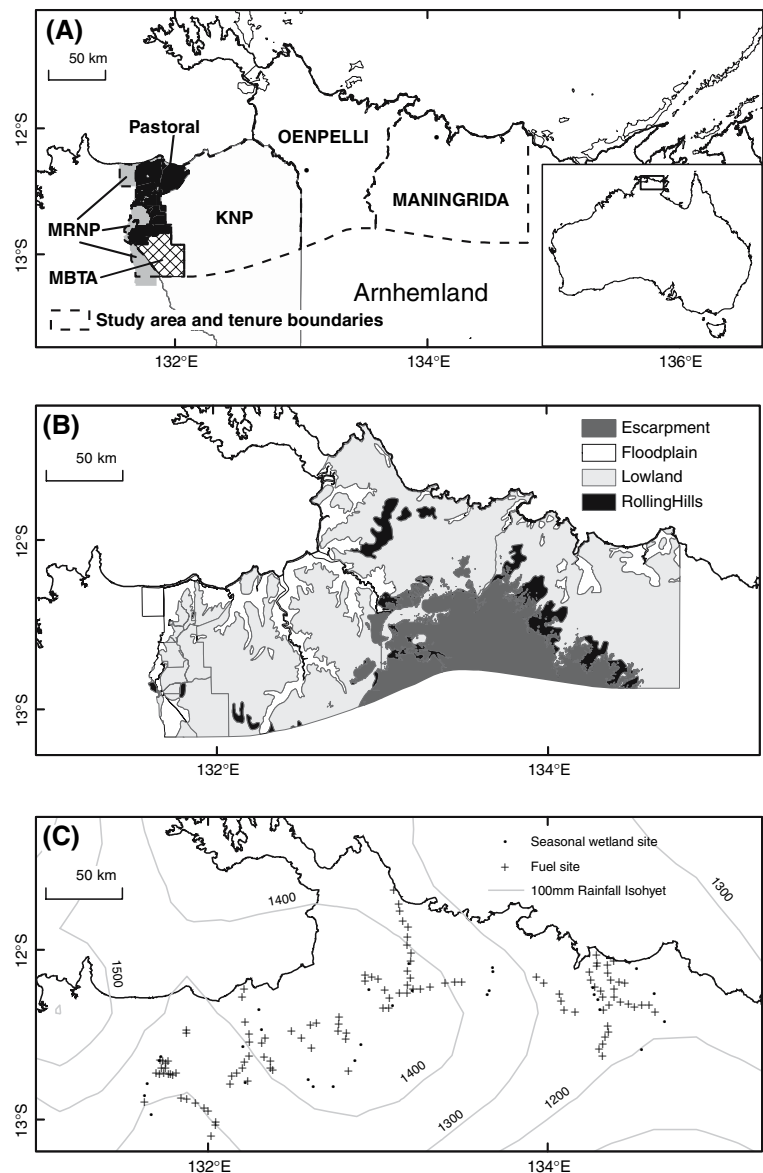 (A)
50 km
12°S
13°S
Pastoral
OENPELLI
MANINGRIDA
KNP
MRNP
MBTA
Arnhemland
Study area and tenure boundaries
132°E
134°E
136°E
(B)
50 km
Escarpment
Floodplain
Lowland
RollingHills
12°S
13°S
132°E
134°E
(C)
50 km
Seasonal wetland site
Fuel site
100mm Rainfall Isohyet
1300
1400
1500
12°S
1400
1300
1200
13°S
132°E
134°E